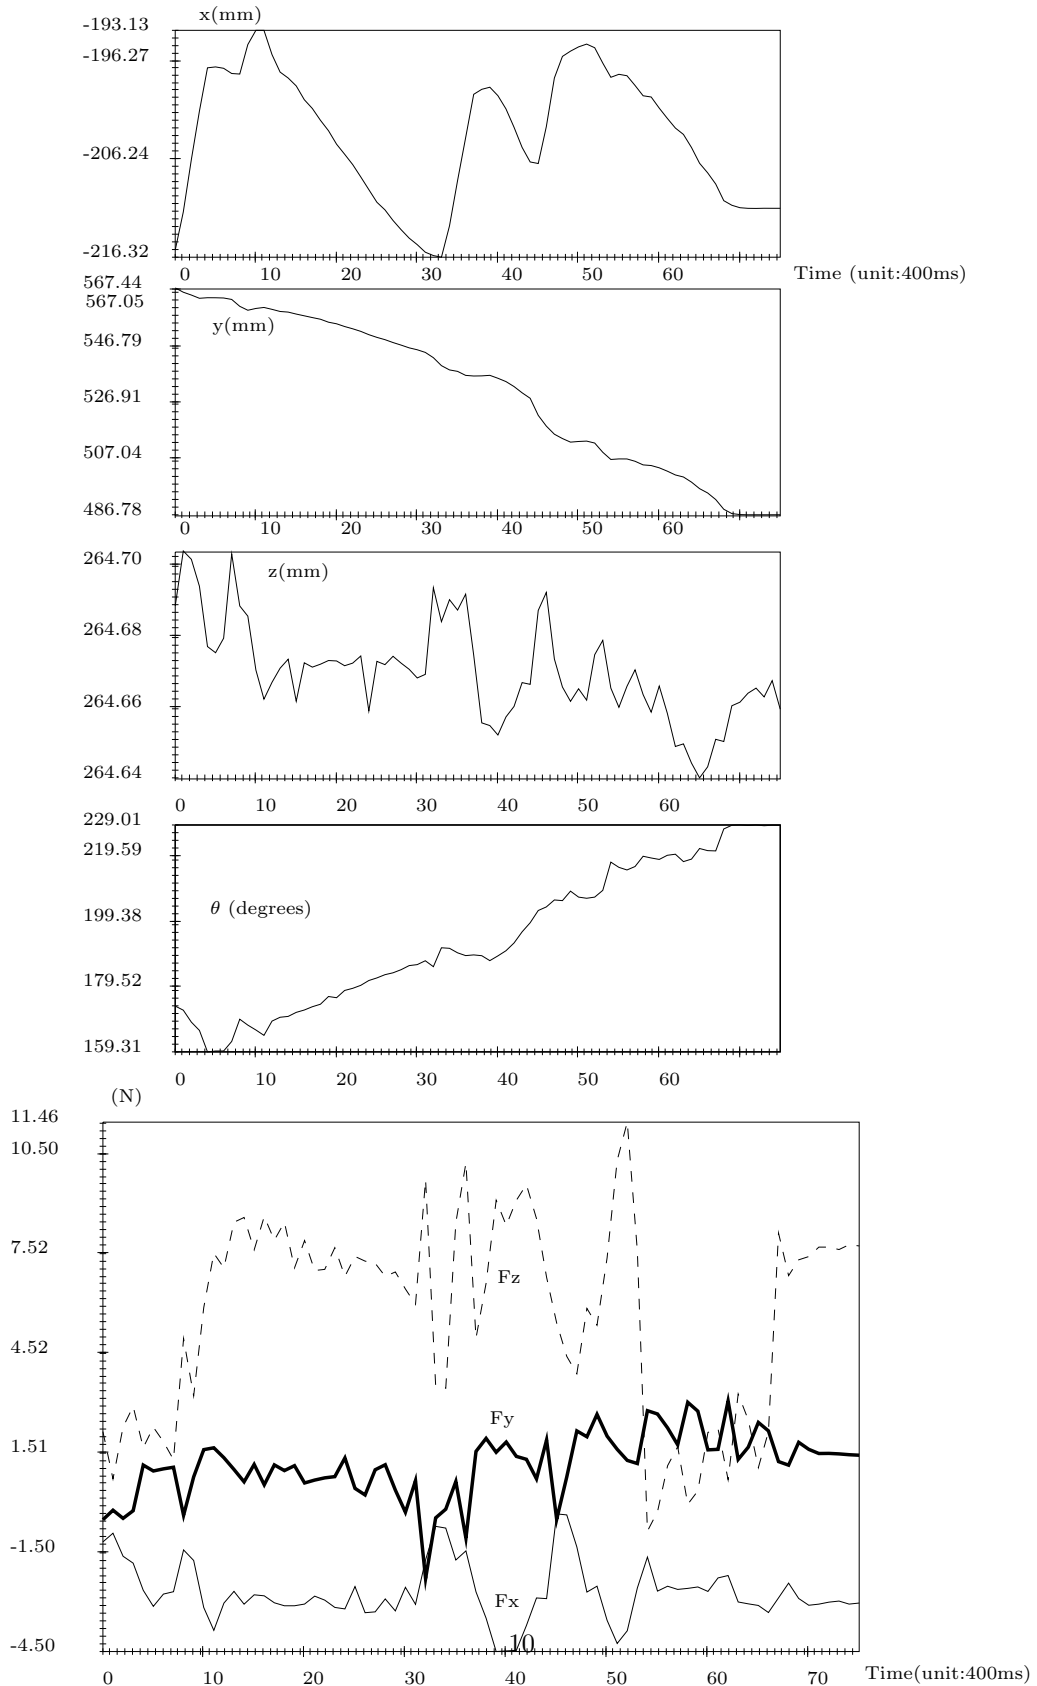 x(mm)
-193.13
-196.27
-206.24
-216.32
0 10 20 30 40 50 60 Time (unit:400ms)
567.44
567.05
y(mm)
546.79
526.91
507.04
486.78
0 10 20 30 40 50 60
264.70
z(mm)
264.68
264.66
264.64
0 10 20 30 40 50 60
229.01
219.59
θ (degrees)
199.38
179.52
159.31
0 10 20 30 40 50 60
(N)
11.46
10.50
7.52
Fz
4.52
Fy
1.51
-1.50
Fx
-4.50
10
0 10 20 30 40 50 60 70 Time(unit:400ms)